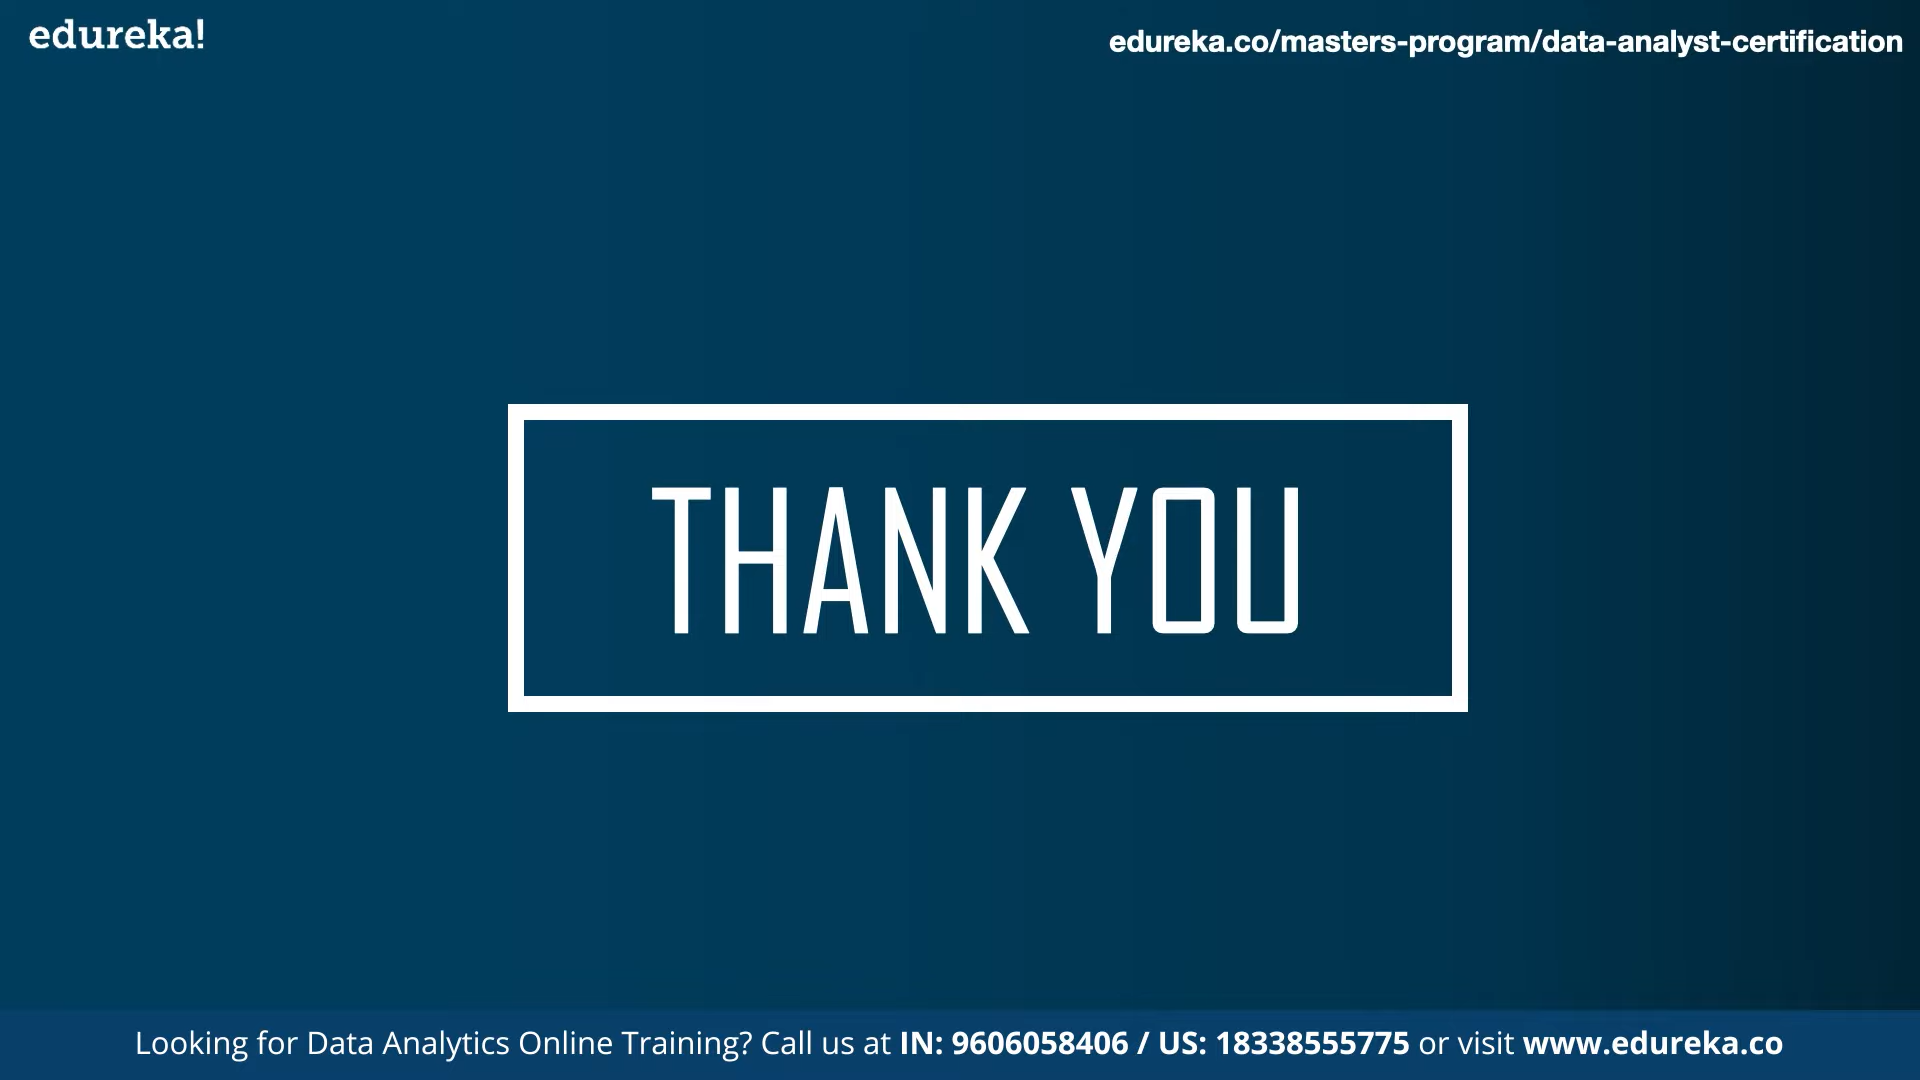 edureka!
edureka.co/masters-program/data-analyst-certification
THANK YOU
Looking for Data Analytics Online Training? Call us at IN: 9606058406 / US: 18338555775 or visit www.edureka.co